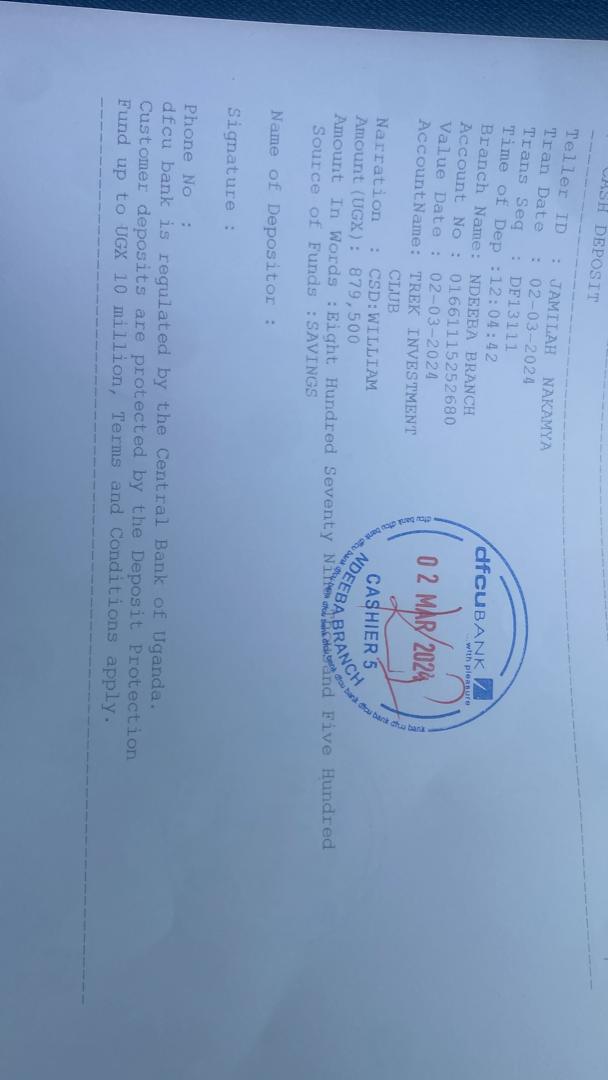 CASH DEPOSIT
Teller ID : JAMILAH NAKAMYA
Tran Date : 02-03-2024
Trans Seq : DF13111
Time of Dep :12:04:42
Branch Name: NDEEBA BRANCH
Account No : 01661115252680
Value Date : 02-03-2024
AccountName: TREK INVESTMENT
CLUB
Narration : CSD:WILLIAM
Amount (UGX): 879,500
Amount In Words :Eight Hundred Seventy Nine Thousand Five Hundred
Source of Funds :SAVINGS
Name of Depositor :
Signature :
Phone No :
dfcu bank is regulated by the Central Bank of Uganda.
Customer deposits are protected by the Deposit Protection
Fund up to UGX 10 million, Terms and Conditions apply.
dfcu BANK
...with pleasure
02 MAR 2024
CASHIER 5
NDEEBA BRANCH
dfcu bank dfcu bank dfcu bank